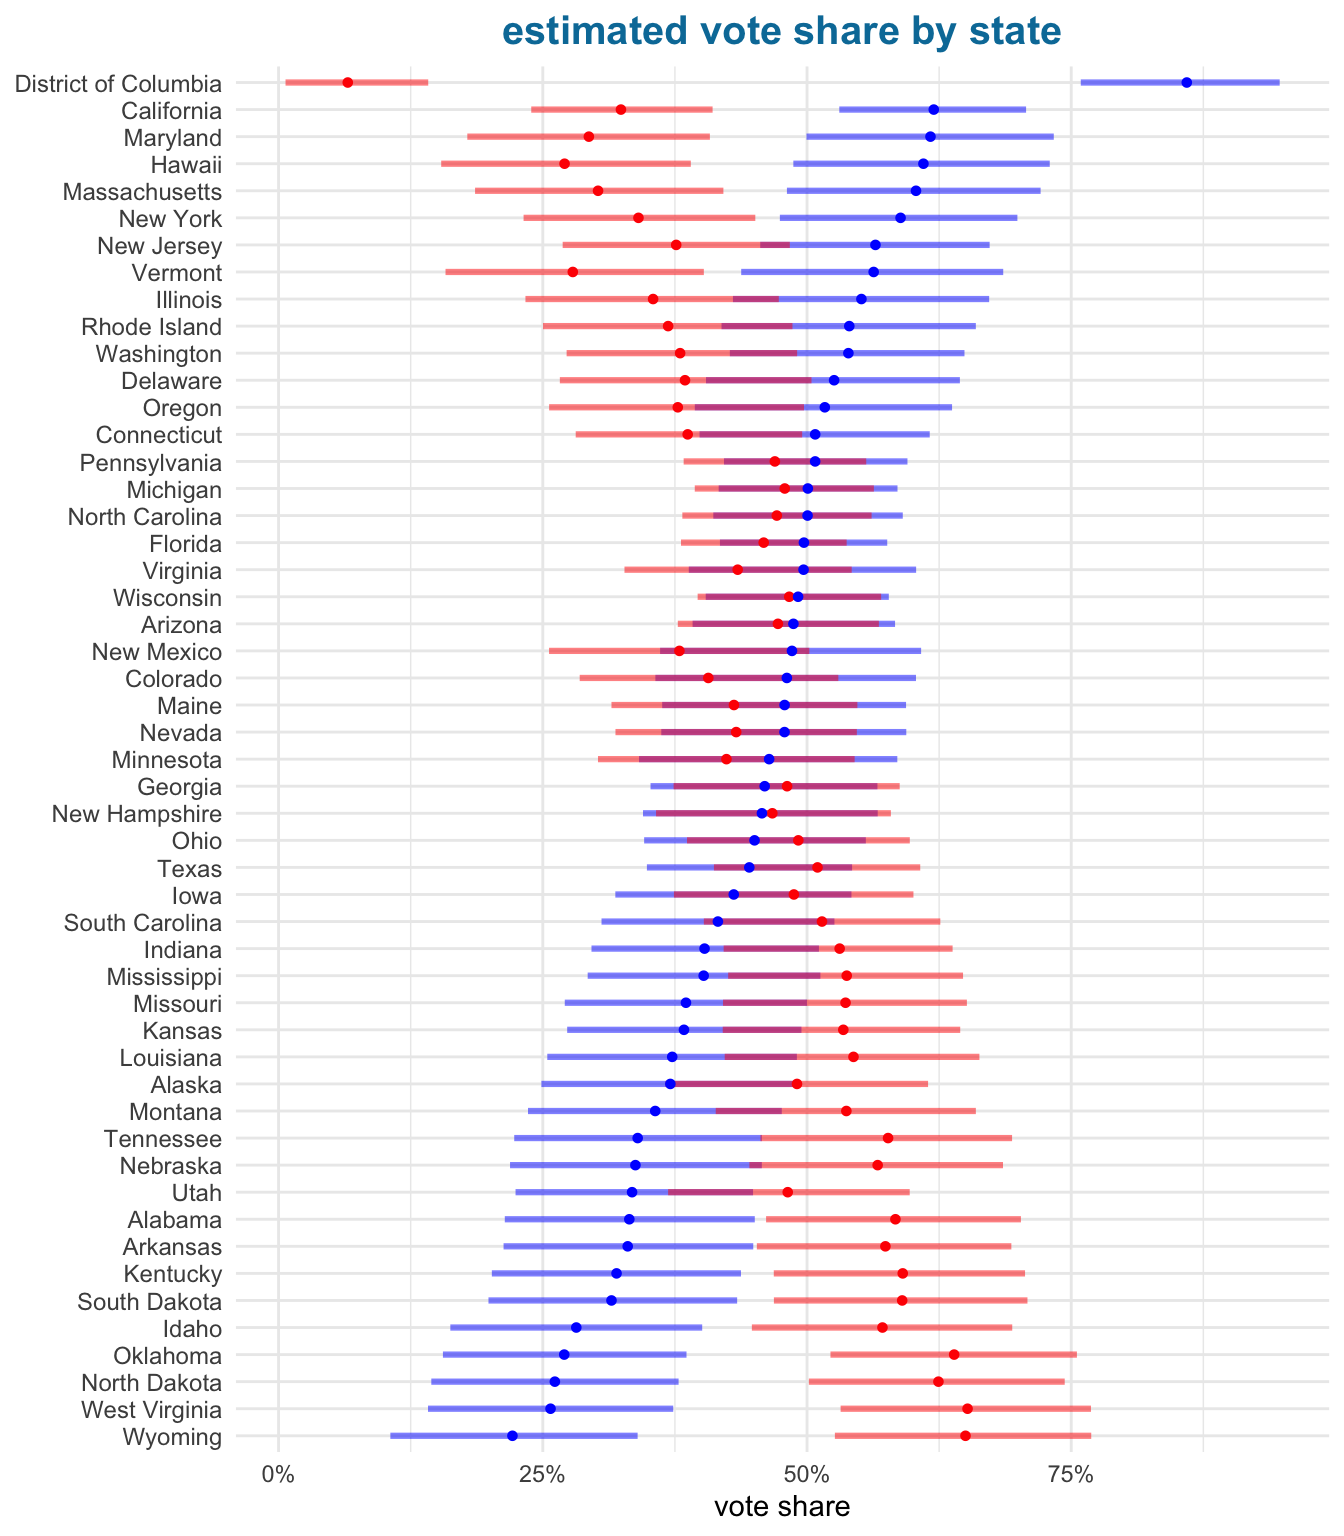 estimated vote share by state
District of Columbia
California
Maryland
Hawaii
Massachusetts
New York
New Jersey
Vermont
Illinois
Rhode Island
Washington
Delaware
Oregon
Connecticut
Pennsylvania
Michigan
North Carolina
Florida
Virginia
Wisconsin
Arizona
New Mexico
Colorado
Maine
Nevada
Minnesota
Georgia
New Hampshire
Ohio
Texas
Iowa
South Carolina
Indiana
Mississippi
Missouri
Kansas
Louisiana
Alaska
Montana
Tennessee
Nebraska
Utah
Alabama
Arkansas
Kentucky
South Dakota
Idaho
Oklahoma
North Dakota
West Virginia
Wyoming
0% 25% 50% 75%
vote share